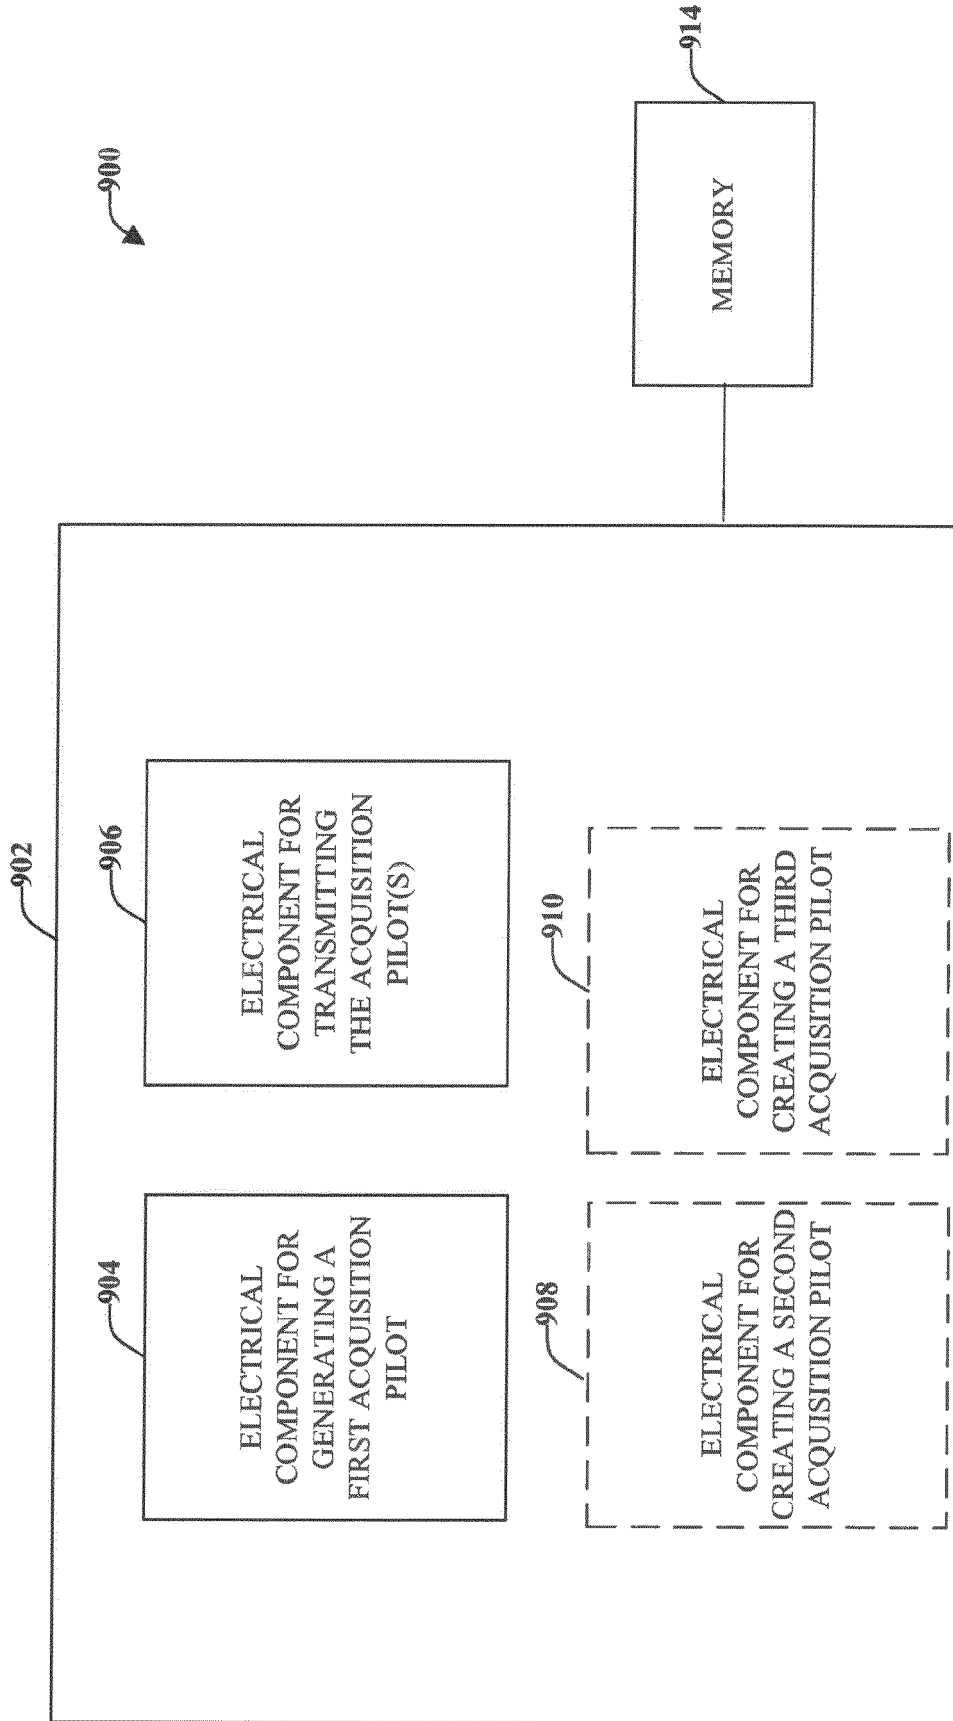 900
902
904
ELECTRICAL
COMPONENT FOR
GENERATING A
FIRST ACQUISITION
PILOT
906
ELECTRICAL
COMPONENT FOR
TRANSMITTING
THE ACQUISITION
PILOT(S)
908
ELECTRICAL
COMPONENT FOR
CREATING A SECOND
ACQUISITION PILOT
910
ELECTRICAL
COMPONENT FOR
CREATING A THIRD
ACQUISITION PILOT
914
MEMORY